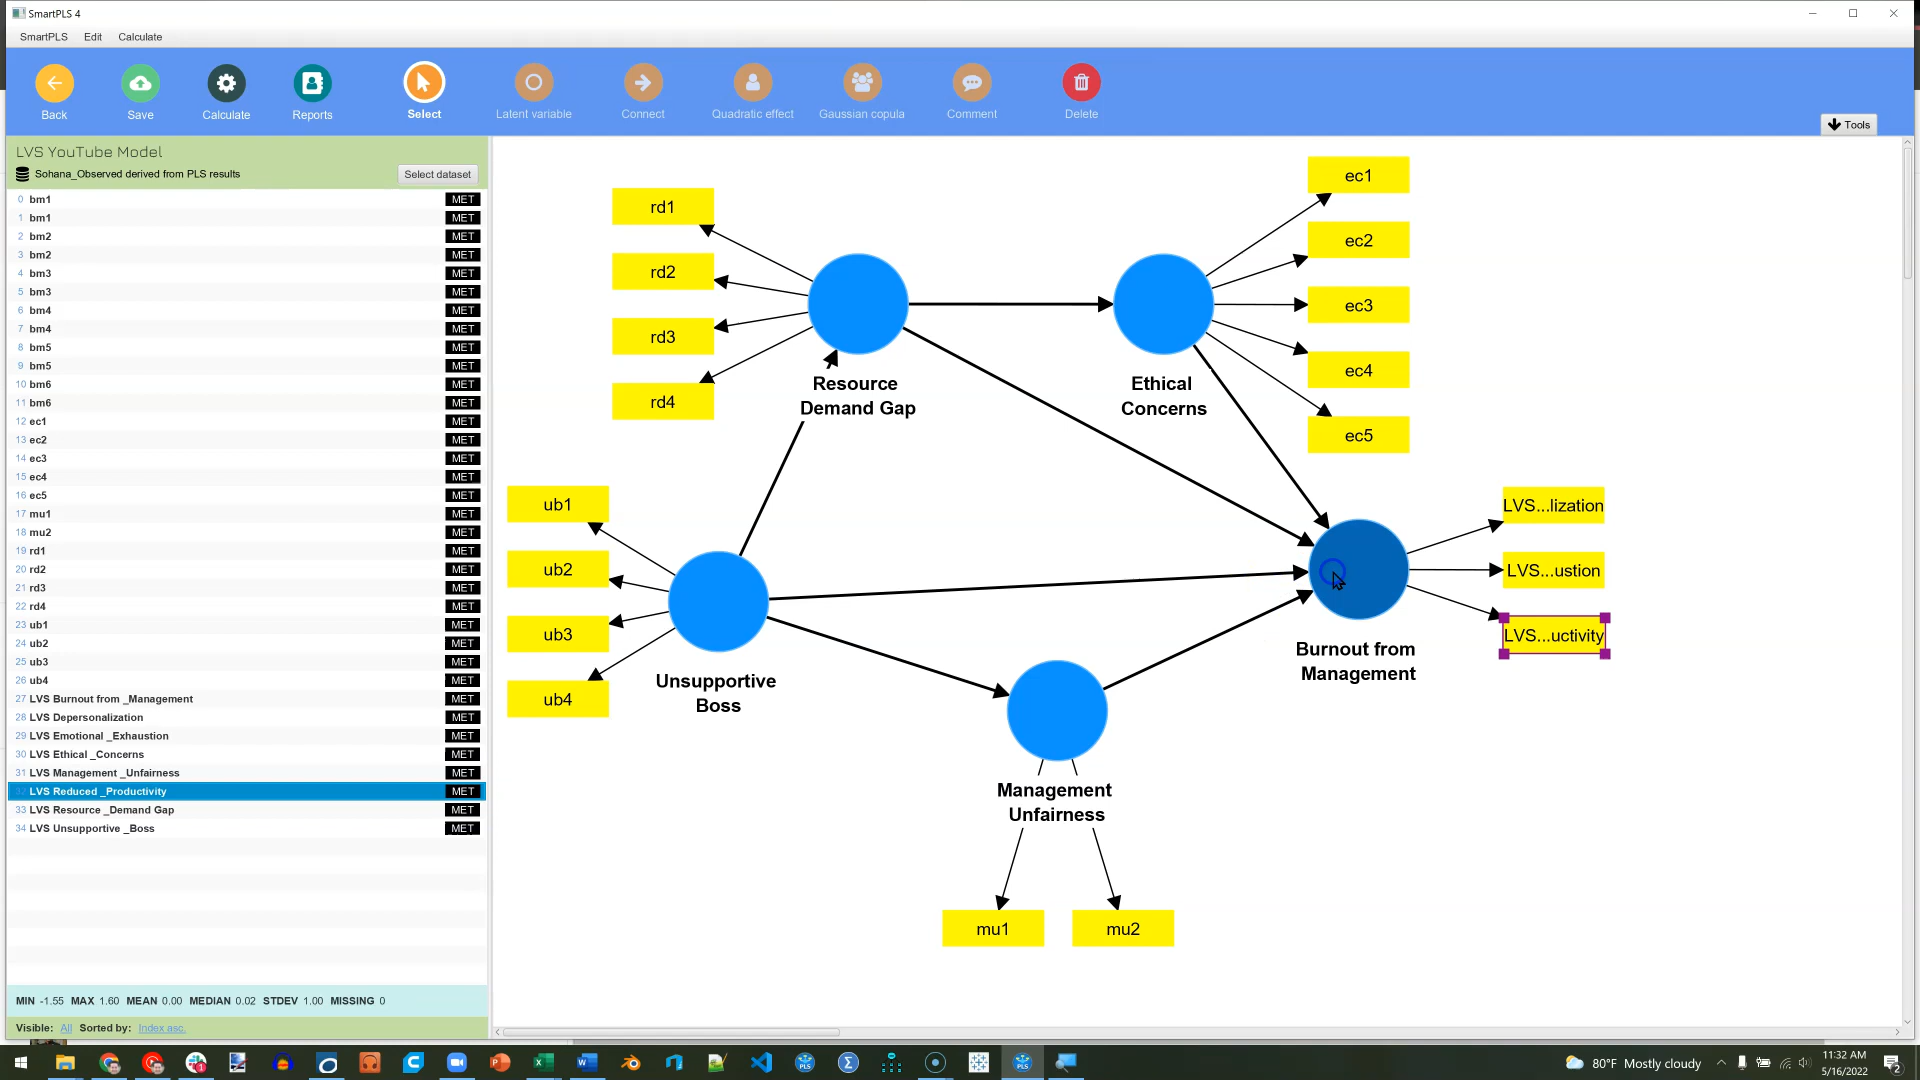 SmartPLS 4
SmartPLS Edit Calculate
Back Save Calculate Reports Select Latent variable Connect Quadratic effect Gaussian copula Comment Delete
Tools
LVS YouTube Model
Sohana_Observed derived from PLS results Select dataset
0 bm1 MET
1 bm1 MET
2 bm2 MET
3 bm2 MET
4 bm3 MET
5 bm3 MET
6 bm4 MET
7 bm4 MET
8 bm5 MET
9 bm5 MET
10 bm6 MET
11 bm6 MET
12 ec1 MET
13 ec2 MET
14 ec3 MET
15 ec4 MET
16 ec5 MET
17 mu1 MET
18 mu2 MET
19 rd1 MET
20 rd2 MET
21 rd3 MET
22 rd4 MET
23 ub1 MET
24 ub2 MET
25 ub3 MET
26 ub4 MET
27 LVS Burnout from _Management MET
28 LVS Depersonalization MET
29 LVS Emotional _Exhaustion MET
30 LVS Ethical _Concerns MET
31 LVS Management _Unfairness MET
32 LVS Reduced _Productivity MET
33 LVS Resource _Demand Gap MET
34 LVS Unsupportive _Boss MET
MIN -1.55 MAX 1.60 MEAN 0.00 MEDIAN 0.02 STDEV 1.00 MISSING 0
Visible: All Sorted by: Index asc.
rd1
rd2
rd3
rd4
Resource
Demand Gap
Ethical
Concerns
ec1
ec2
ec3
ec4
ec5
ub1
ub2
ub3
ub4
Unsupportive
Boss
Burnout from
Management
LVS...lization
LVS...ustion
LVS...uctivity
Management
Unfairness
mu1
mu2
80°F Mostly cloudy
11:32 AM
5/16/2022
2